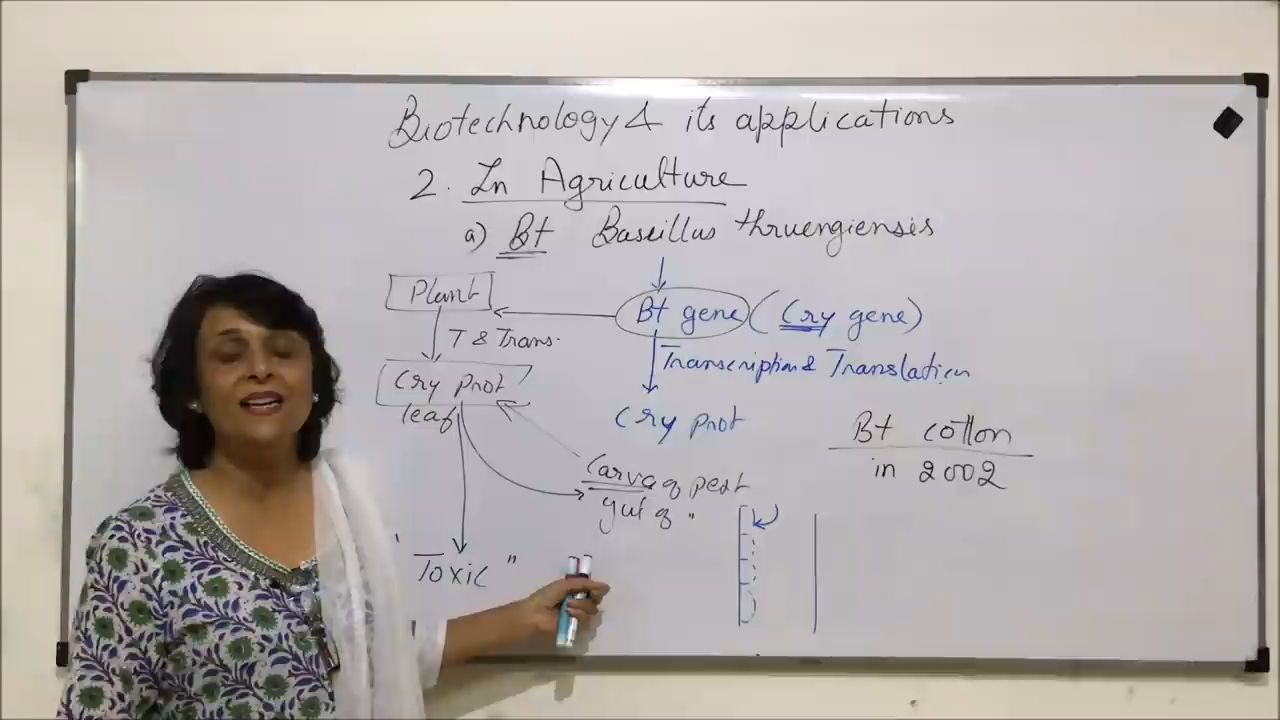 Biotechnology & its applications
2. In Agriculture
a) Bt Bascillus thruengiensis
Plant
Bt gene (Cry gene)
T & Trans.
Transcription & Translation
Cry prot
leaf
Cry prot
Larva of pest
gut of "
Bt cotton
in 2002
"Toxic"